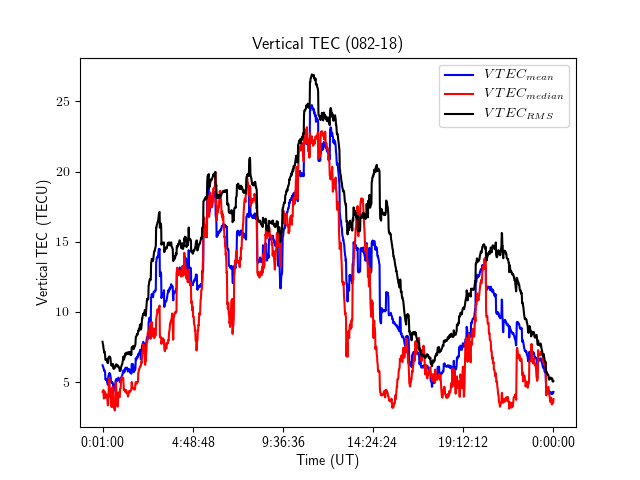 Vertical TEC (082-18)
VTEC_mean
VTEC_median
VTEC_RMS
Vertical TEC (TECU)
25
20
15
10
5
0:01:00 4:48:48 9:36:36 14:24:24 19:12:12 0:00:00
Time (UT)